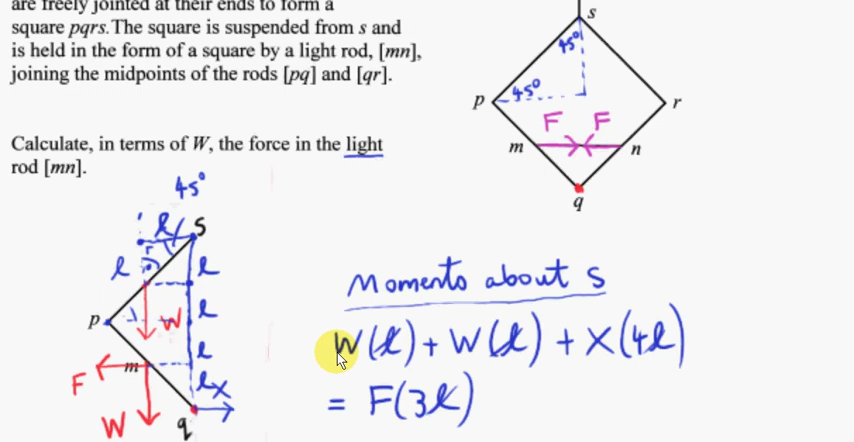 are freely jointed at their ends to form a
square pqrs. The square is suspended from s and
is held in the form of a square by a light rod, [mn],
joining the midpoints of the rods [pq] and [qr].
Calculate, in terms of W, the force in the light
rod [mn].
s
45°
p
45°
r
F F
m
n
q
45°
l
s
l
l
p
W
l
l
F
m
l
x
W
q
Moments about s
W(l) + W(l) + X(4l)
= F(3l)